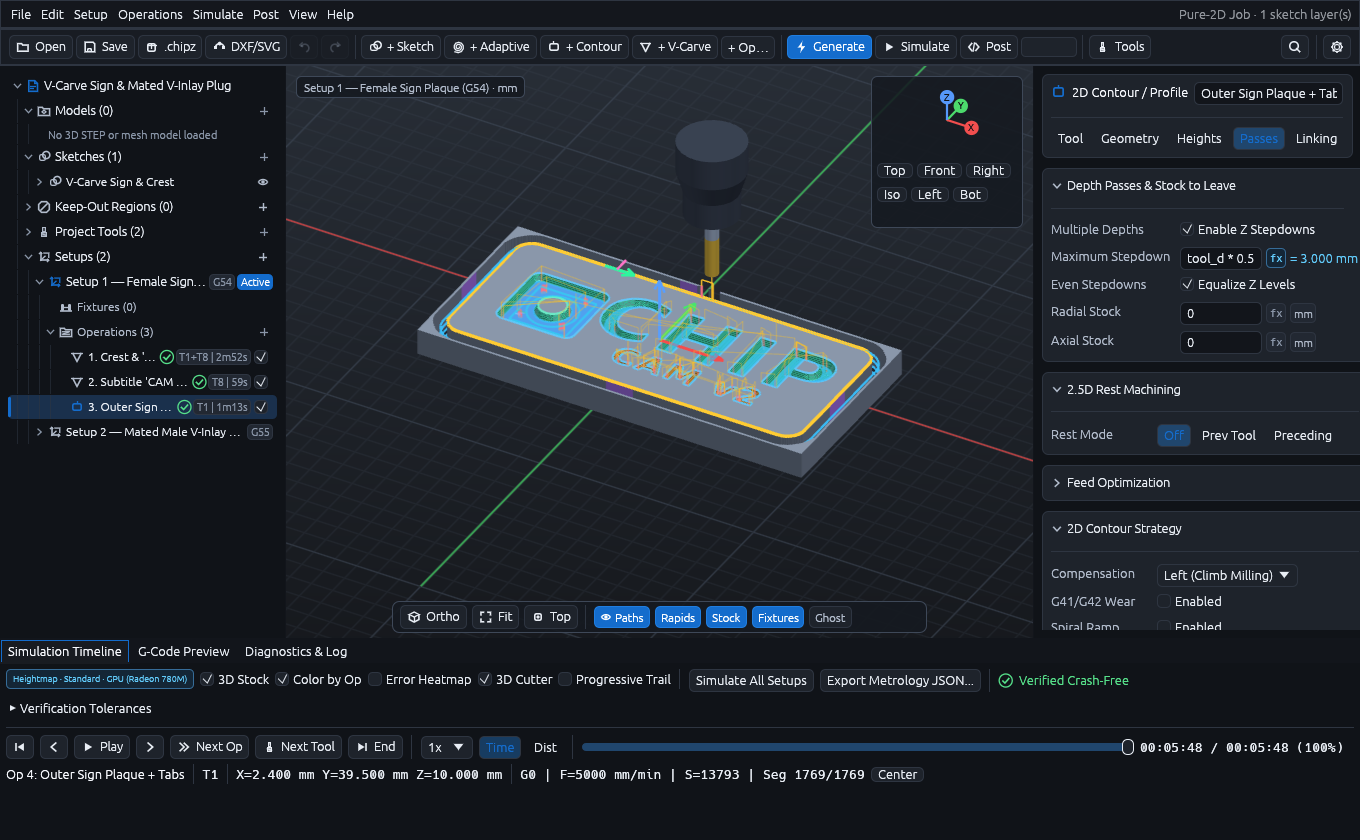 File Edit Setup Operations Simulate Post View Help
Pure-2D Job · 1 sketch layer(s)
Open Save .chipz DXF/SVG + Sketch + Adaptive + Contour + V-Carve + Op... Generate Simulate Post Tools
V-Carve Sign & Mated V-Inlay Plug
Models (0) +
No 3D STEP or mesh model loaded
Sketches (1) +
V-Carve Sign & Crest
Keep-Out Regions (0) +
Project Tools (2) +
Setups (2) +
Setup 1 — Female Sign... G54 Active
Fixtures (0)
Operations (3) +
1. Crest & '... T1+T8 | 2m52s
2. Subtitle 'CAM ... T8 | 59s
3. Outer Sign ... T1 | 1m13s
Setup 2 — Mated Male V-Inlay ... G55
Setup 1 — Female Sign Plaque (G54) · mm
Z Y X
Top Front Right
Iso Left Bot
CHIP
Ortho Fit Top Paths Rapids Stock Fixtures Ghost
2D Contour / Profile Outer Sign Plaque + Tab
Tool Geometry Heights Passes Linking
Depth Passes & Stock to Leave
Multiple Depths Enable Z Stepdowns
Maximum Stepdown tool_d * 0.5 fx = 3.000 mm
Even Stepdowns Equalize Z Levels
Radial Stock 0 fx mm
Axial Stock 0 fx mm
2.5D Rest Machining
Rest Mode Off Prev Tool Preceding
Feed Optimization
2D Contour Strategy
Compensation Left (Climb Milling)
G41/G42 Wear Enabled
Spiral Ramp Enabled
Simulation Timeline G-Code Preview Diagnostics & Log
Heightmap · Standard · GPU (Radeon 780M) 3D Stock Color by Op Error Heatmap 3D Cutter Progressive Trail Simulate All Setups Export Metrology JSON... Verified Crash-Free
Verification Tolerances
Play Next Op Next Tool End 1x Time Dist 00:05:48 / 00:05:48 (100%)
Op 4: Outer Sign Plaque + Tabs T1 X=2.400 mm Y=39.500 mm Z=10.000 mm G0 | F=5000 mm/min | S=13793 | Seg 1769/1769 Center